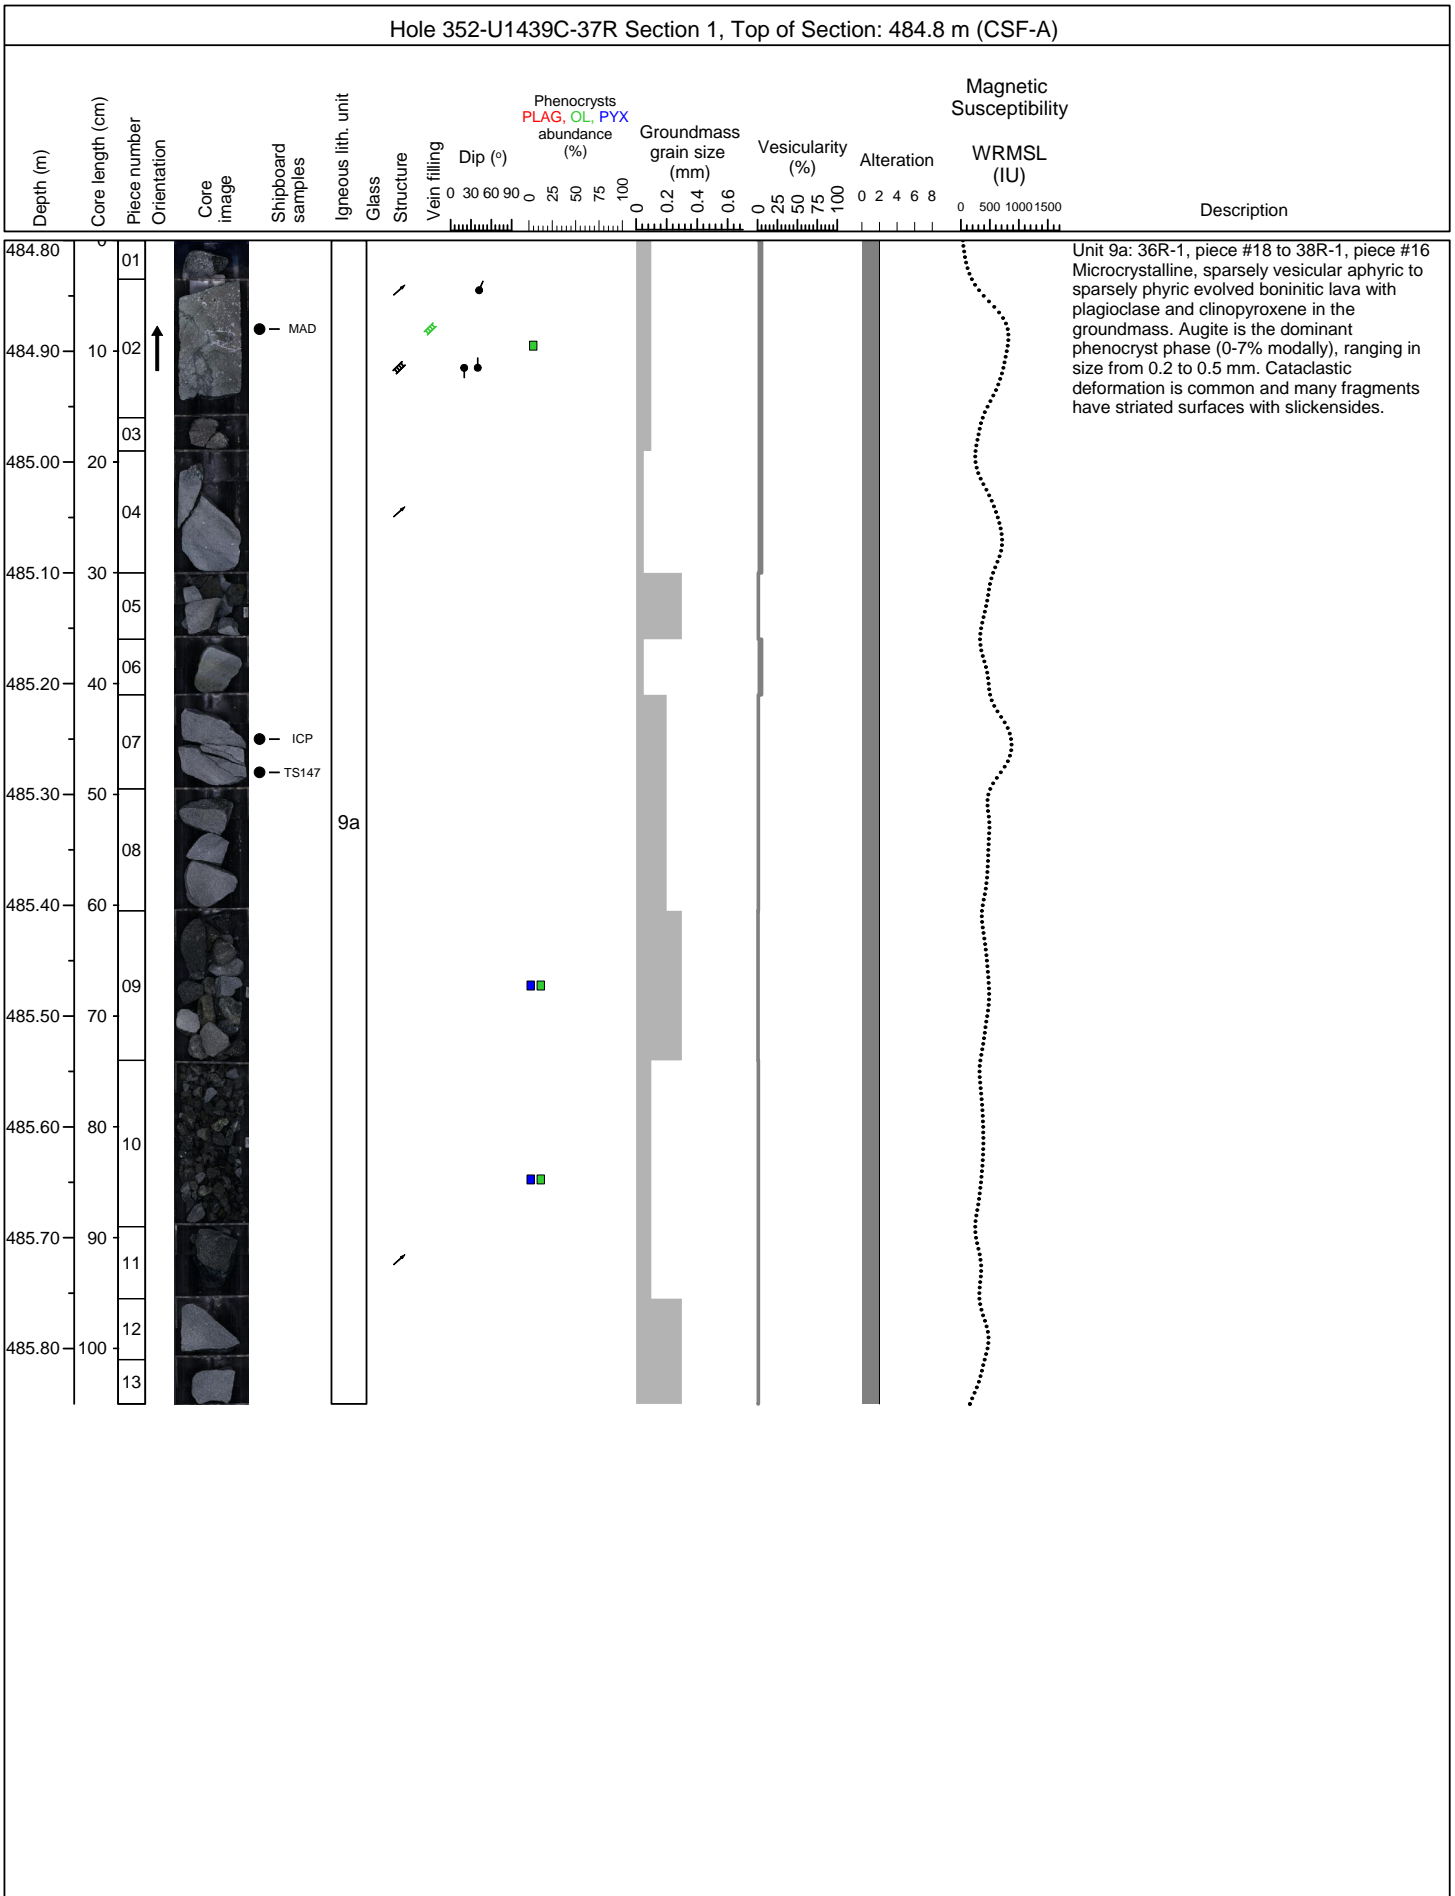 Hole 352-U1439C-37R Section 1, Top of Section: 484.8 m (CSF-A)
Depth (m)
Core length (cm)
Piece number
Orientation
Core image
Shipboard samples
Igneous lith. unit
Glass
Structure
Vein filling
Dip (°)
0 30 60 90
Phenocrysts
PLAG, OL, PYX
abundance
(%)
0 25 50 75 100
Groundmass
grain size
(mm)
0 0.2 0.4 0.6
Vesicularity
(%)
0 25 50 75 100
Alteration
0 2 4 6 8
Magnetic
Susceptibility
WRMSL
(IU)
0 500 1000 1500
Description
484.80
484.90
485.00
485.10
485.20
485.30
485.40
485.50
485.60
485.70
485.80
0
10
20
30
40
50
60
70
80
90
100
01
02
03
04
05
06
07
08
09
10
11
12
13
MAD
ICP
TS147
9a
Unit 9a: 36R-1, piece #18 to 38R-1, piece #16
Microcrystalline, sparsely vesicular aphyric to
sparsely phyric evolved boninitic lava with
plagioclase and clinopyroxene in the
groundmass. Augite is the dominant
phenocryst phase (0-7% modally), ranging in
size from 0.2 to 0.5 mm. Cataclastic
deformation is common and many fragments
have striated surfaces with slickensides.